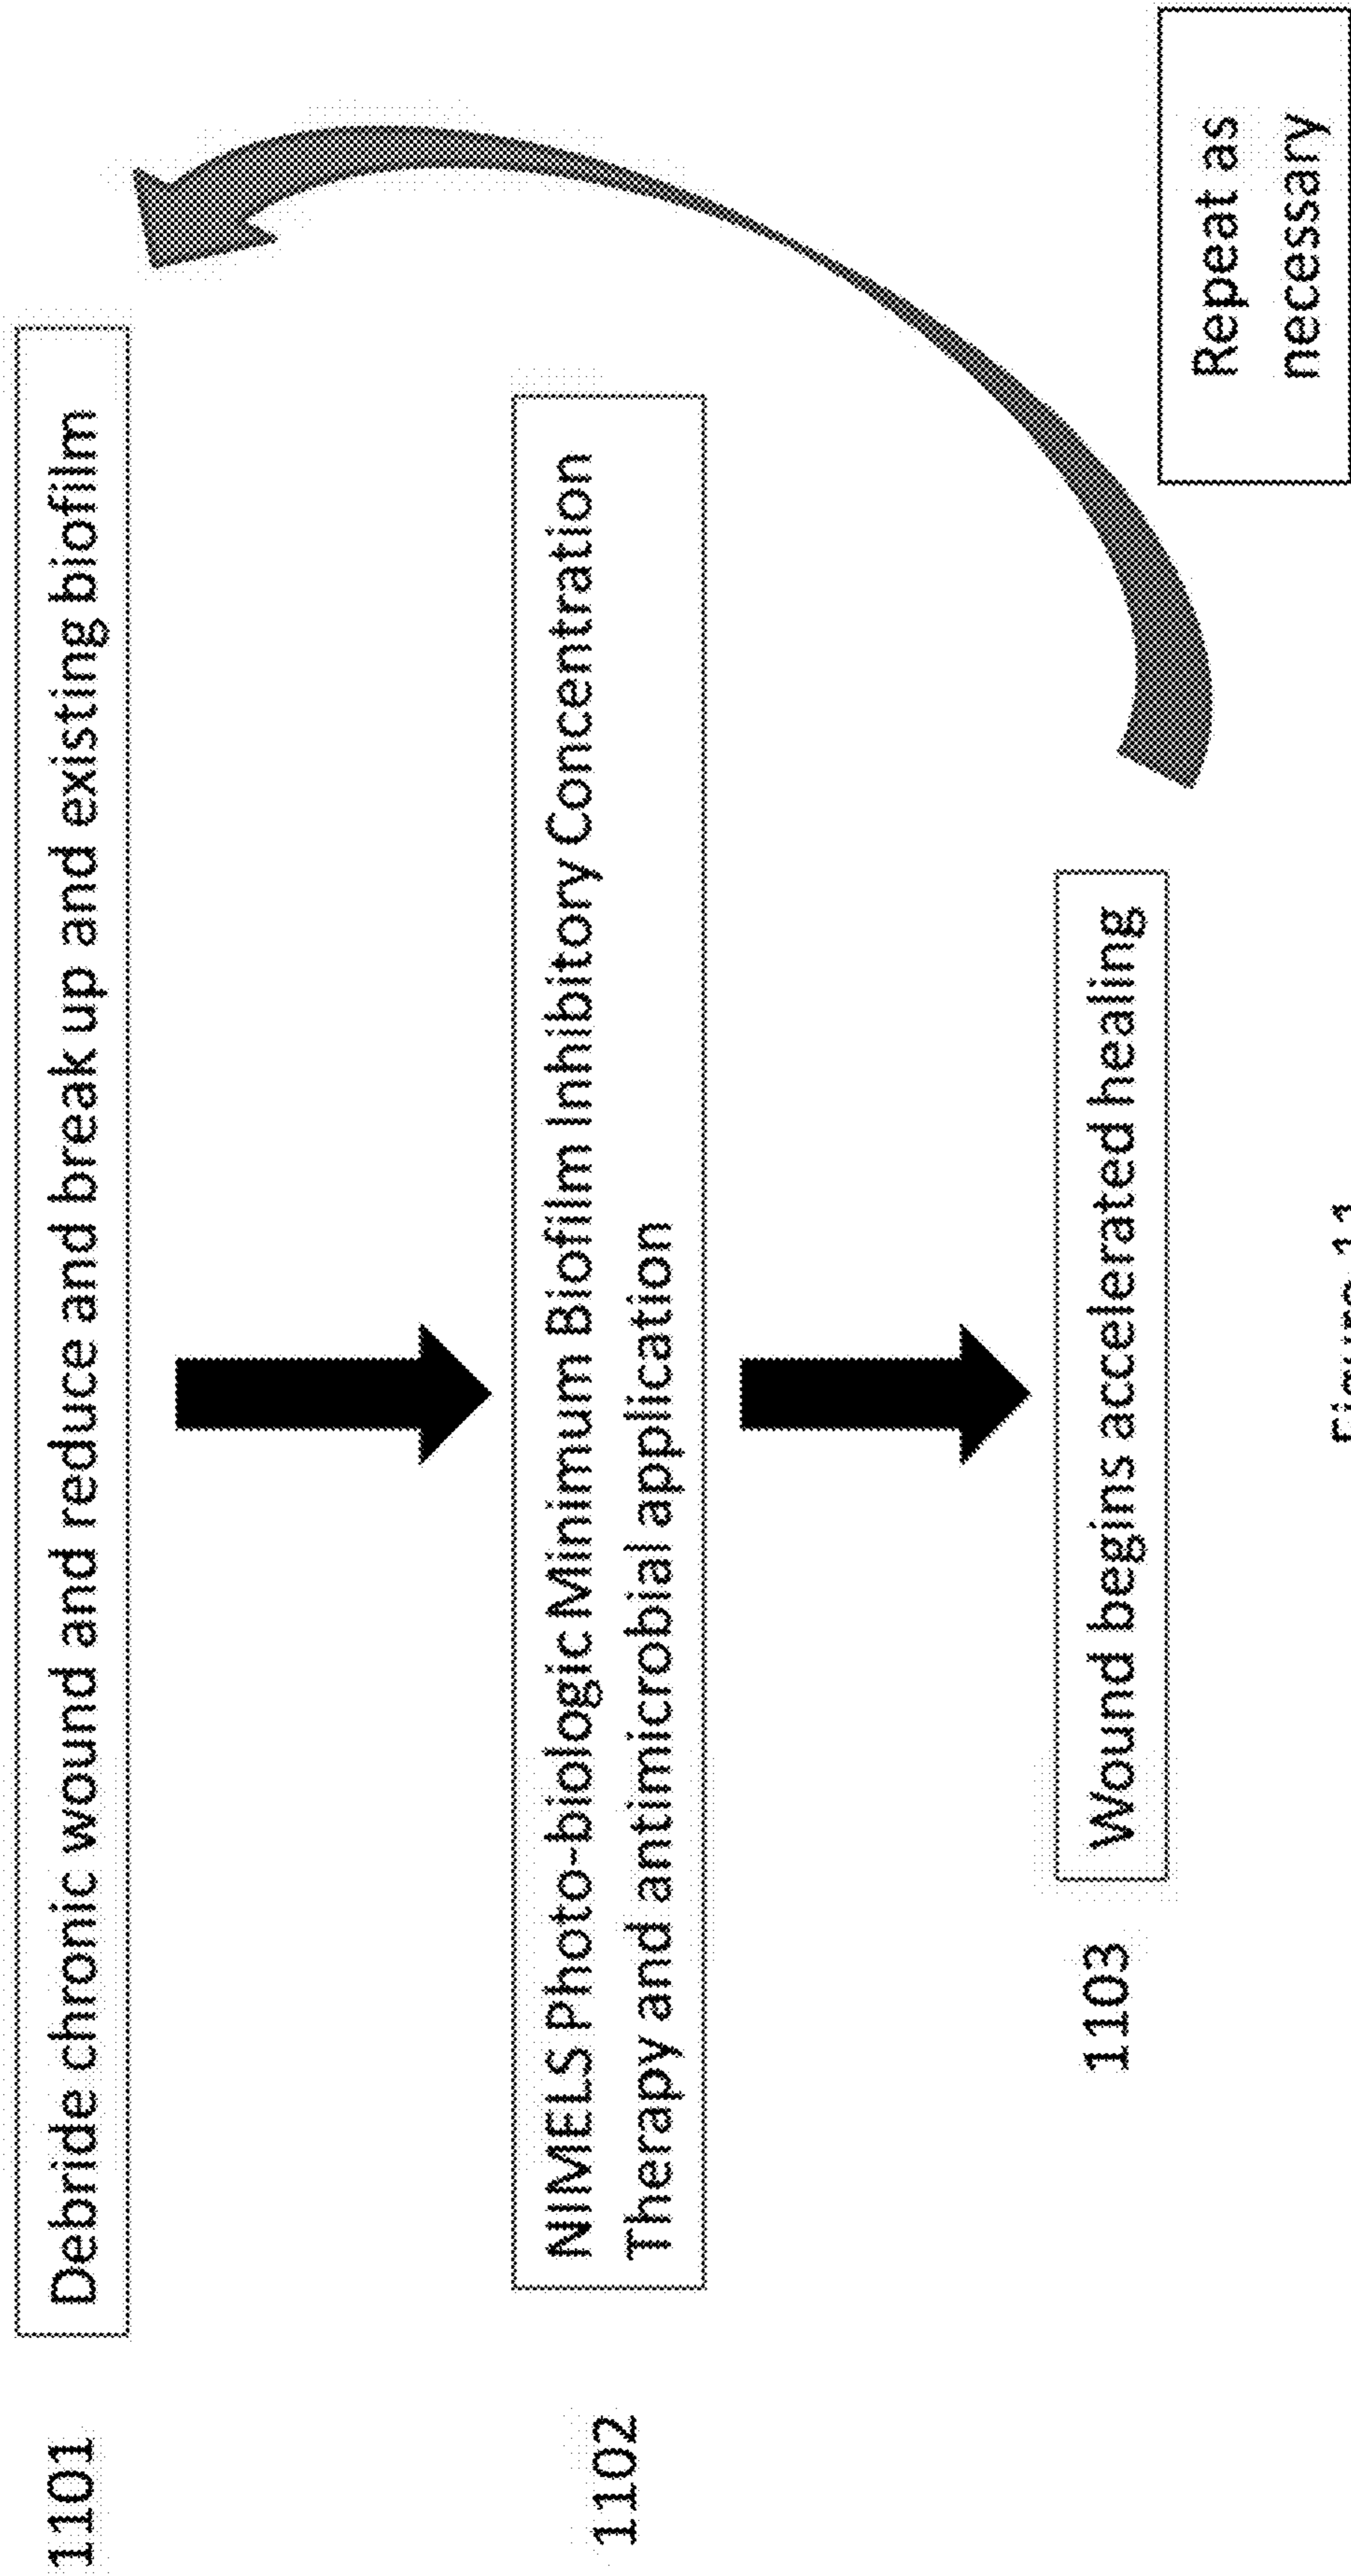 1101
Debride chronic wound and reduce and break up and existing biofilm
1102
NIMELS Photo-biologic Minimum Biofilm Inhibitory Concentration
Therapy and antimicrobial application
1103
Wound begins accelerated healing
Repeat as
necessary